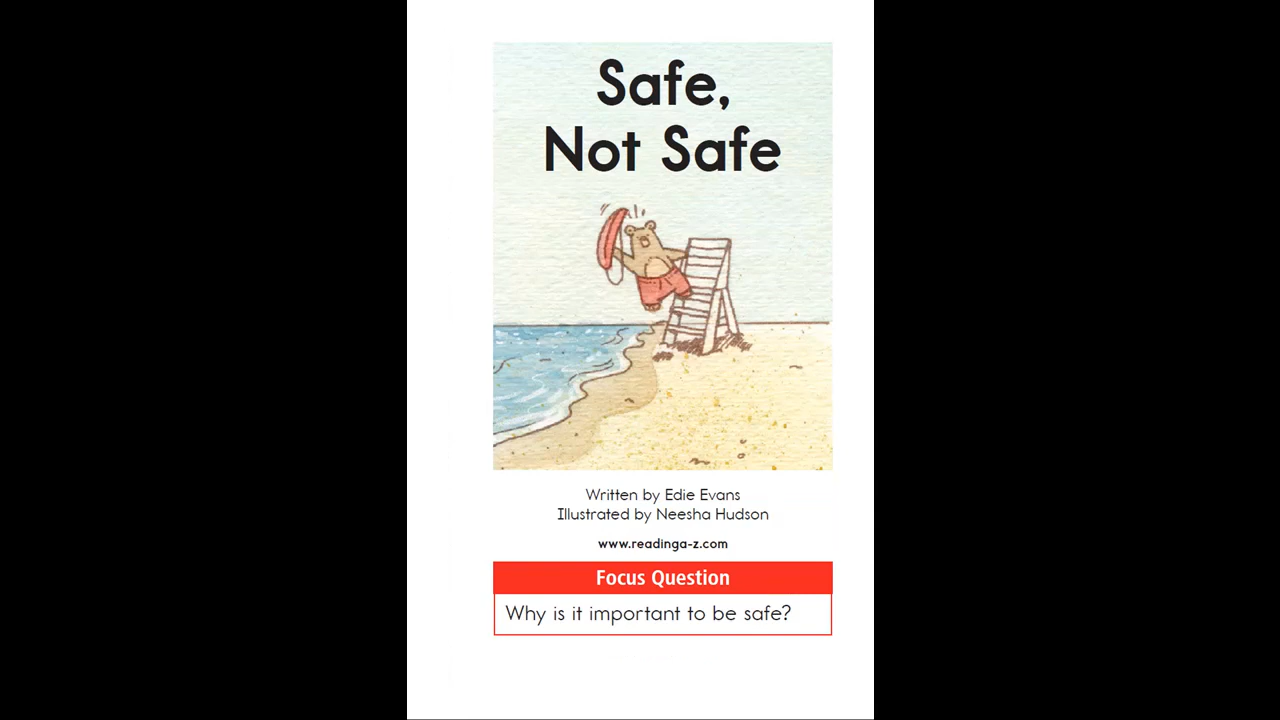 Safe,
Not Safe
Written by Edie Evans
Illustrated by Neesha Hudson
www.readinga-z.com
Focus Question
Why is it important to be safe?